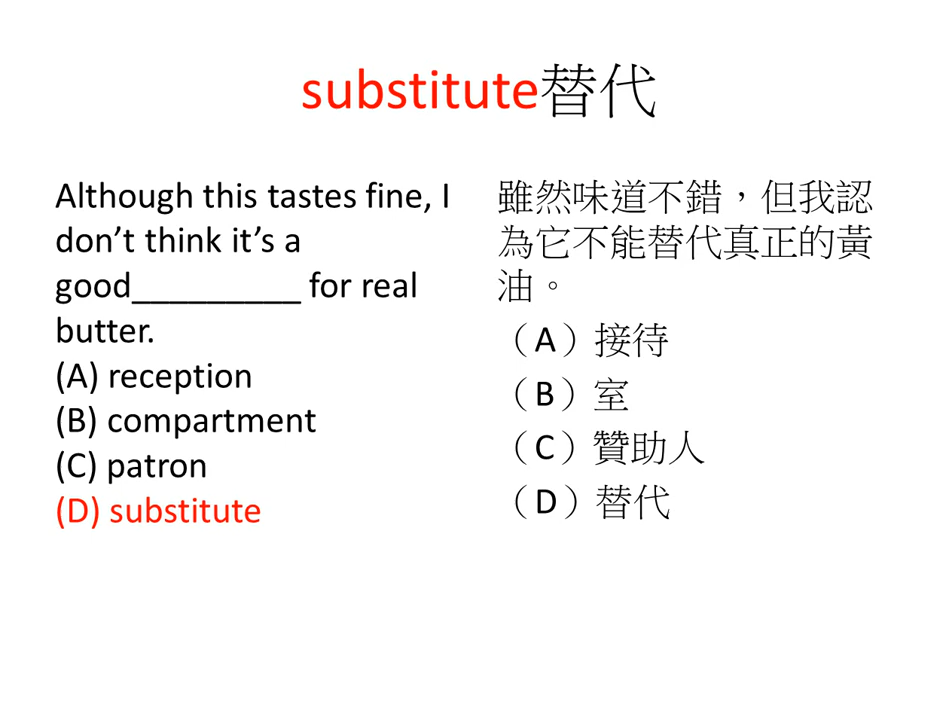 substitute替代
Although this tastes fine, I
don’t think it’s a
good_________ for real
butter.
(A) reception
(B) compartment
(C) patron
(D) substitute
雖然味道不錯，但我認
為它不能替代真正的黃
油。
（A）接待
（B）室
（C）贊助人
（D）替代